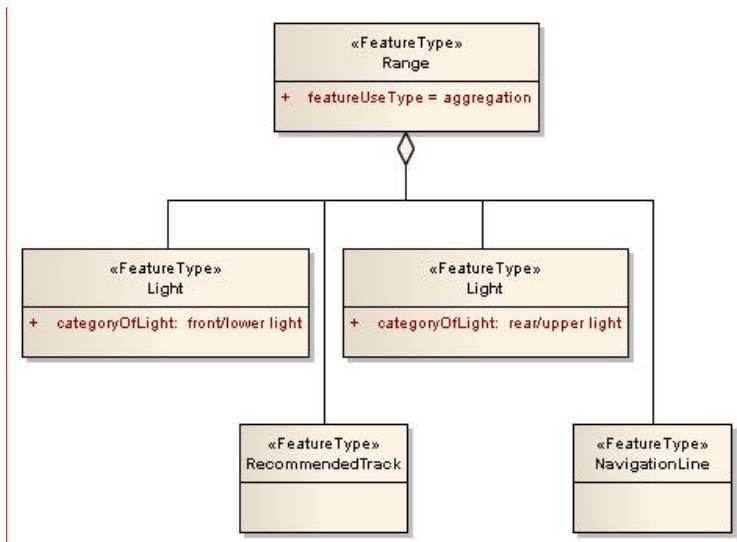 «FeatureType»
Range
+ featureUseType = aggregation
«FeatureType»
Light
+ categoryOfLight: front/lower light
«FeatureType»
Light
+ categoryOfLight: rear/upper light
«FeatureType»
RecommendedTrack
«FeatureType»
NavigationLine